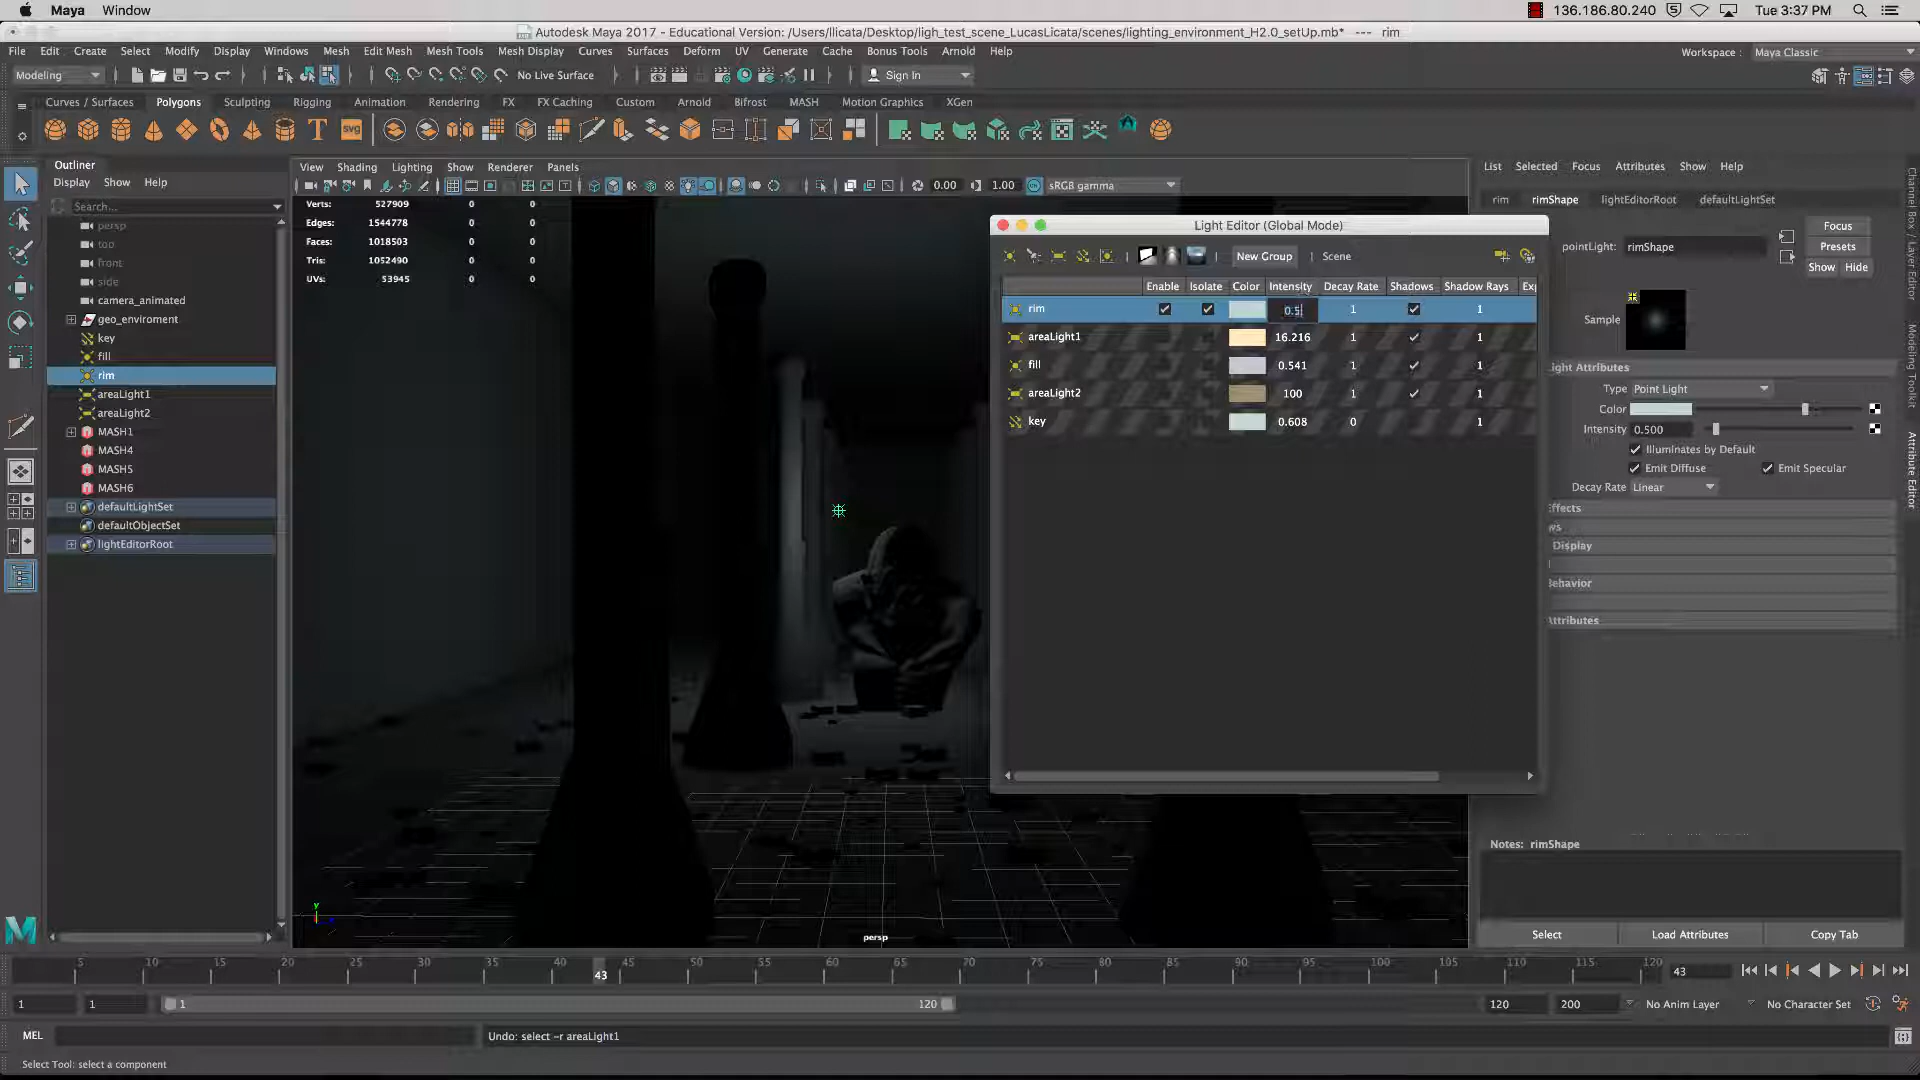 Maya Window 136.186.80.240 Tue 3:37 PM
Autodesk Maya 2017 - Educational Version: /Users/llicata/Desktop/ligh_test_scene_LucasLicata/scenes/lighting_environment_H2.0_setUp.mb* --- rim
File Edit Create Select Modify Display Windows Mesh Edit Mesh Mesh Tools Mesh Display Curves Surfaces Deform UV Generate Cache Bonus Tools Arnold Help Workspace : Maya Classic
Modeling No Live Surface Sign In
Curves / Surfaces Polygons Sculpting Rigging Animation Rendering FX FX Caching Custom Arnold Bifrost MASH Motion Graphics XGen
T svg
Outliner
Display Show Help
Search...
persp
top
front
side
camera_animated
geo_enviroment
key
fill
rim
areaLight1
areaLight2
MASH1
MASH4
MASH5
MASH6
defaultLightSet
defaultObjectSet
lightEditorRoot
View Shading Lighting Show Renderer Panels
0.00 1.00 sRGB gamma
Verts: 527909 0 0
Edges: 1544778 0 0
Faces: 1018503 0 0
Tris: 1052490 0 0
UVs: 53945 0 0
persp
Light Editor (Global Mode)
New Group Scene
Enable Isolate Color Intensity Decay Rate Shadows Shadow Rays Exp
rim 0.5 1 1
areaLight1 16.216 1 1
fill 0.541 1 1
areaLight2 100 1 1
key 0.608 0 1
List Selected Focus Attributes Show Help
rim rimShape lightEditorRoot defaultLightSet
Focus
pointLight: rimShape Presets
Show Hide
Sample
ight Attributes
Type Point Light
Color
Intensity 0.500
Illuminates by Default
Emit Diffuse Emit Specular
Decay Rate Linear
ffects
ws
Display
ehavior
ttributes
Notes: rimShape
Select Load Attributes Copy Tab
Channel Box / Layer Editor
Modeling Toolkit
Attribute Editor
5 10 15 20 25 30 35 40 43 45 50 55 60 65 70 75 80 85 90 95 100 105 110 115 120 43
1 1 1 120 120 200 No Anim Layer No Character Set
MEL Undo: select -r areaLight1
Select Tool: select a component